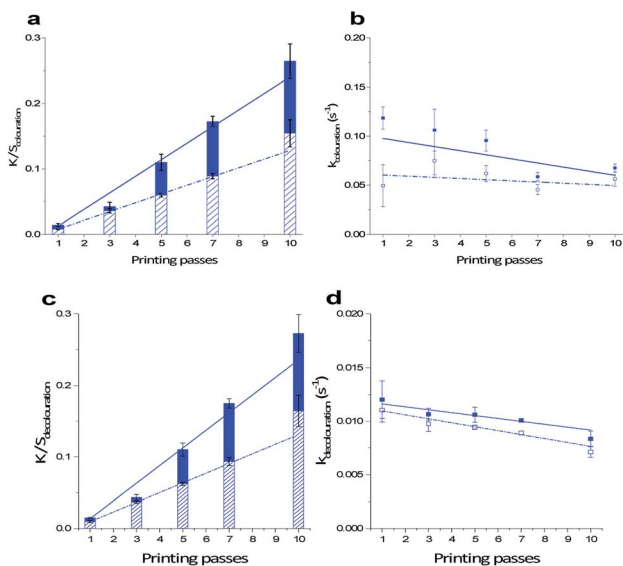 a
0.3
0.2
0.1
0.0
K/Scolouration
1 2 3 4 5 6 7 8 9 10
Printing passes
b
0.20
0.15
0.10
0.05
0.00
kcolouration(s-1)
1 2 3 4 5 6 7 8 9 10
Printing passes
c
0.3
0.2
0.1
0.0
K/Sdecolouration
1 2 3 4 5 6 7 8 9 10
Printing passes
d
0.020
0.015
0.010
0.005
0.000
kdecolouration(s-1)
1 2 3 4 5 6 7 8 9 10
Printing passes